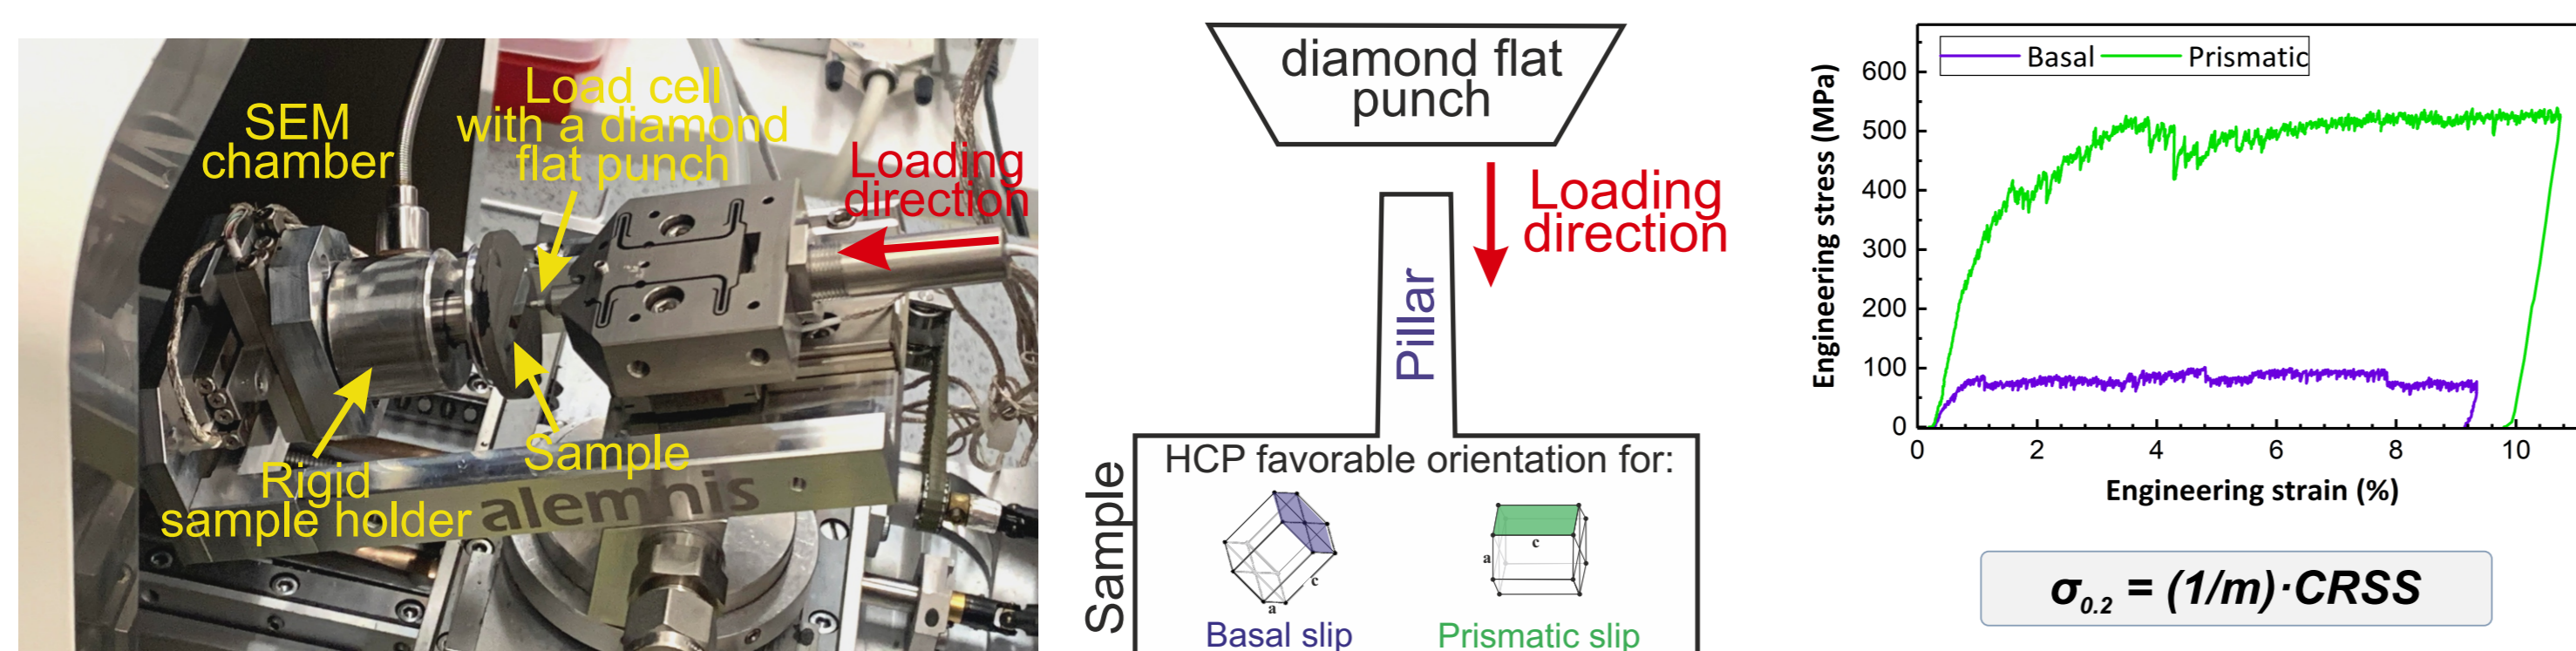 SEM
chamber
Load cell
with a diamond
flat punch
Loading
direction
Sample
Rigid
sample holder
alemnis
diamond flat
punch
Loading
direction
Pillar
Sample
HCP favorable orientation for:
a
c
Basal slip
a
c
Prismatic slip
Basal
Prismatic
Engineering stress (MPa)
600
500
400
300
200
100
0
0 2 4 6 8 10
Engineering strain (%)
σ0.2 = (1/m)·CRSS